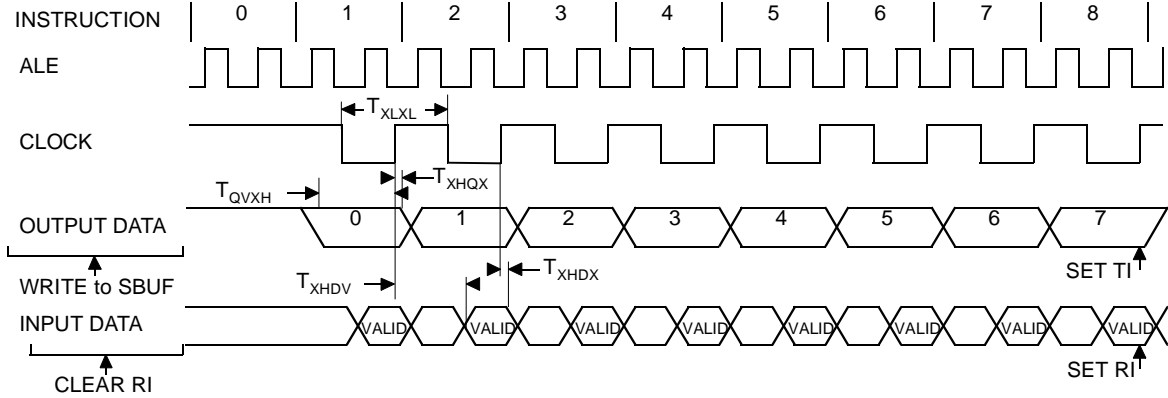 INSTRUCTION 0 1 2 3 4 5 6 7 8
ALE
T_XLXL
CLOCK
T_QVXH T_XHQX
OUTPUT DATA 0 1 2 3 4 5 6 7
WRITE to SBUF T_XHDV T_XHDX SET TI
INPUT DATA VALID VALID VALID VALID VALID VALID VALID VALID
CLEAR RI SET RI